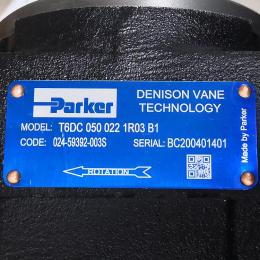 Parker
DENISON VANE
TECHNOLOGY
MODEL: T6DC 050 022 1R03 B1
CODE: 024-59392-003S SERIAL: BC200401401
ROTATION
Made by Parker